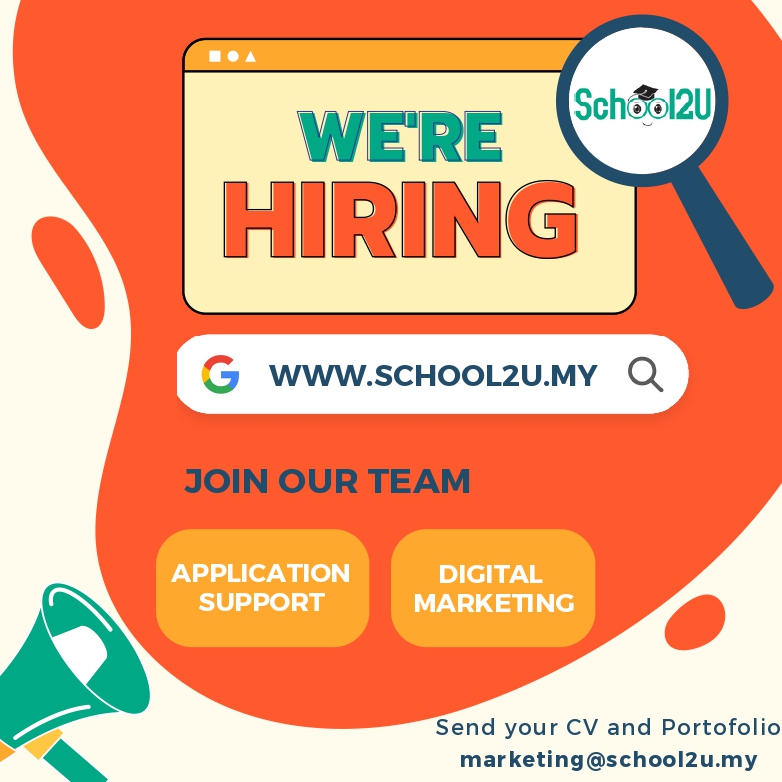 School2U
WE'RE
HIRING
WWW.SCHOOL2U.MY
JOIN OUR TEAM
APPLICATION
SUPPORT
DIGITAL
MARKETING
Send your CV and Portofolio
marketing@school2u.my